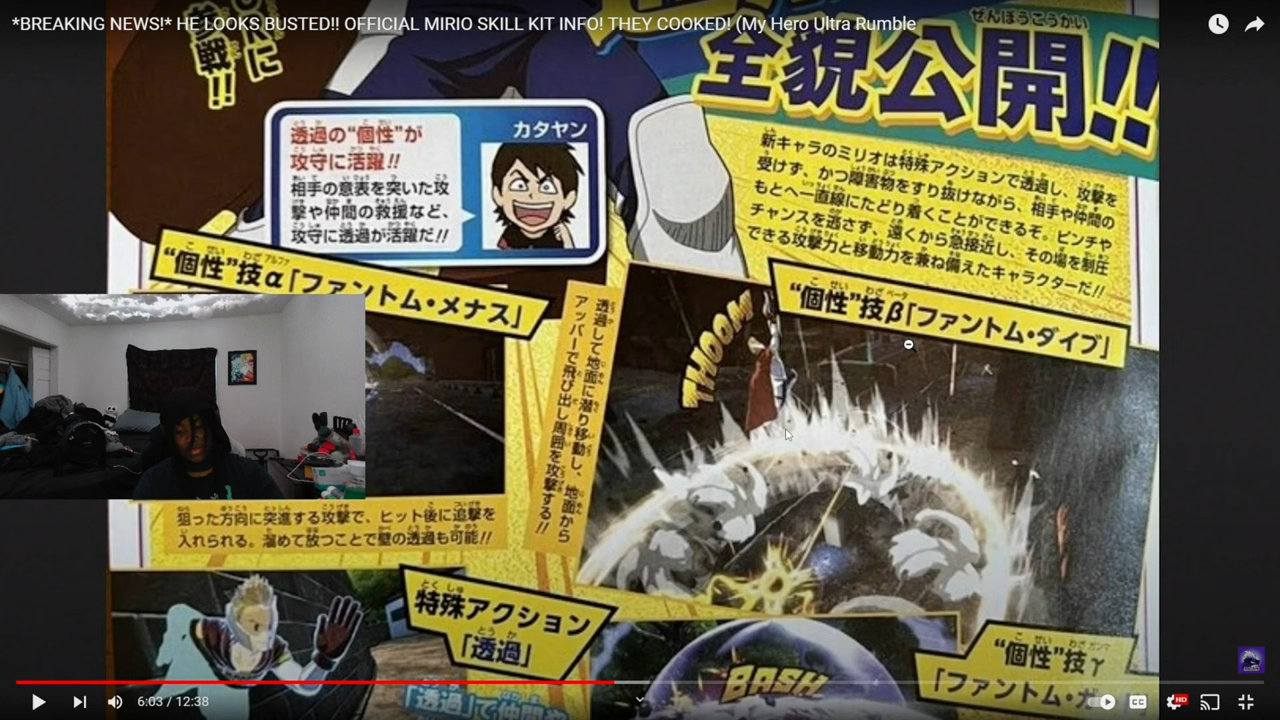 *BREAKING NEWS!* HE LOOKS BUSTED!! OFFICIAL MIRIO SKILL KIT INFO! THEY COOKED! (My Hero Ultra Rumble
全貌公開!!
ぜんぼうこうかい
カタヤン
透過の“個性”が
攻守に活躍!!
相手の意表を突いた攻
撃や仲間の救援など、
攻守に透過が活躍だ!!
新キャラのミリオは特殊アクションで透過し、攻撃を
受けず、かつ障害物をすり抜けながら、相手や仲間の
もとへ一直線にたどり着くことができるぞ。ピンチや
チャンスを逃さず、遠くから急接近し、その場を制圧
できる攻撃力と移動力を兼ね備えたキャラクターだ!!
“個性”技α「ファントム・メナス」
狙った方向に突進する攻撃で、ヒット後に追撃を
入れられる。溜めて放つことで壁の透過も可能!!
“個性”技β「ファントム・ダイブ」
透過して地面に潜り移動し、地面から
アッパーで飛び出し周囲を攻撃する!!
THOOM
特殊アクション
「透過」
BASH
“個性”技γ
「ファントム・
6:03 / 12:38
CC
HD